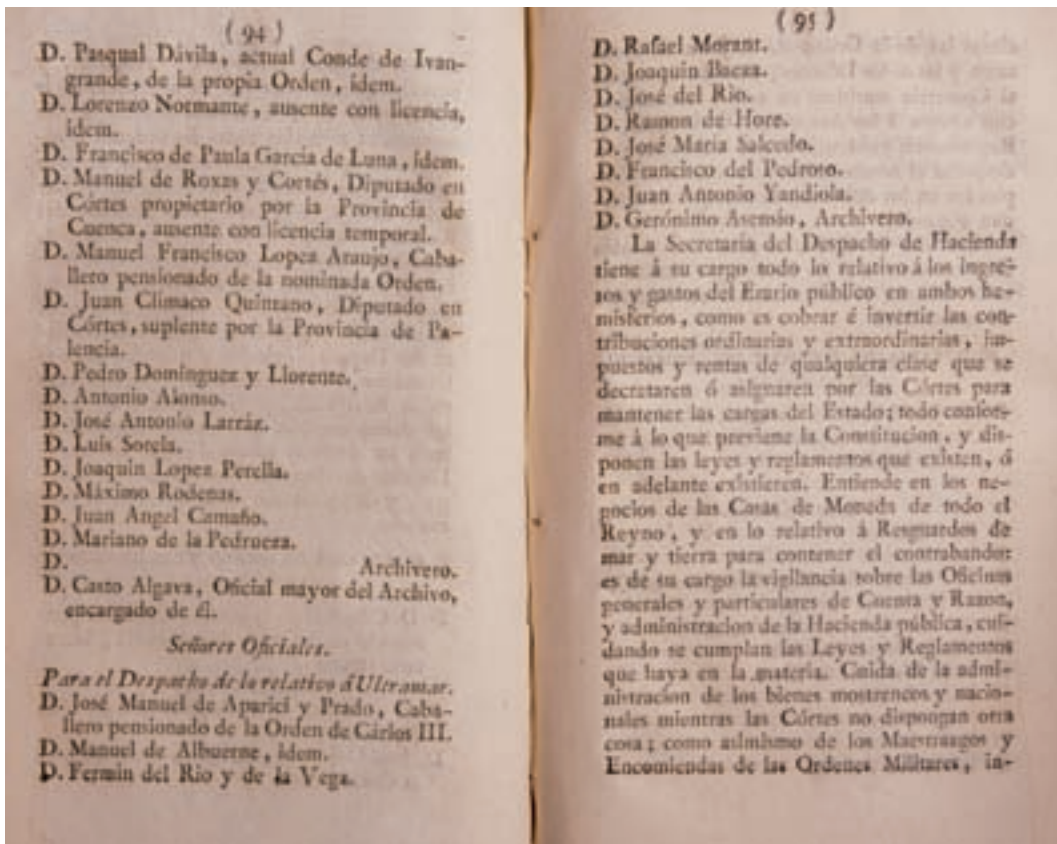 ( 94 )
D. Pasqual Dávila, actual Conde de Ivan-
grande, de la propia Orden, idem.
D. Lorenzo Normante, ausente con licencia,
idem.
D. Francisco de Paula Garcia de Luna, idem.
D. Manuel de Roxas y Cortés, Diputado en
Córtes propietario por la Provincia de
Cuenca, ausente con licencia temporal.
D. Manuel Francisco Lopez Araujo, Caba-
llero pensionado de la nominada Orden.
D. Juan Clímaco Quintano, Diputado en
Córtes, suplente por la Provincia de Pa-
lencia.
D. Pedro Dominguez y Llorente.
D. Antonio Alonso.
D. José Antonio Larráz.
D. Luis Sorela.
D. Joaquin Lopez Perella.
D. Máximo Rodenas.
D. Juan Angel Camaño.
D. Mariano de la Pedrueza.
D. Archivero.
D. Casto Algava, Oficial mayor del Archivo,
encargado de él.
Señores Oficiales.
Para el Despacho de lo relativo á Ultramar.
D. José Manuel de Aparici y Prado, Caba-
llero pensionado de la Orden de Cárlos III.
D. Manuel de Albuerne, idem.
D. Fermin del Rio y de la Vega.
( 95 )
D. Rafael Morant.
D. Joaquin Baeza.
D. José del Rio.
D. Ramon de Hore.
D. José María Salcedo.
D. Francisco del Pedroso.
D. Juan Antonio Yandiola.
D. Gerónimo Asensio, Archivero.
La Secretaría del Despacho de Hacienda
tiene á su cargo todo lo relativo á los ingre-
sos y gastos del Erario público en ambos he-
misferios, como es cobrar é invertir las con-
tribuciones ordinarias y extraordinarias, im-
puestos y rentas de qualquiera clase que se
decretaren ó asignaren por las Córtes para
mantener las cargas del Estado; todo confor-
me á lo que previene la Constitucion, y dis-
ponen las leyes y reglamentos que existen, ó
en adelante existieren. Entiende en los ne-
gocios de las Casas de Moneda de todo el
Reyno, y en lo relativo á Resguardos de
mar y tierra para contener el contrabando:
es de su cargo la vigilancia sobre las Oficinas
generales y particulares de Cuenta y Razon,
y administracion de la Hacienda pública, cui-
dando se cumplan las Leyes y Reglamentos
que haya en la materia. Cuida de la admi-
nistracion de los bienes mostrencos y nacio-
nales mientras las Córtes no dispongan otra
cosa; como asimismo de los Maestrazgos y
Encomiendas de las Ordenes Militares, in-